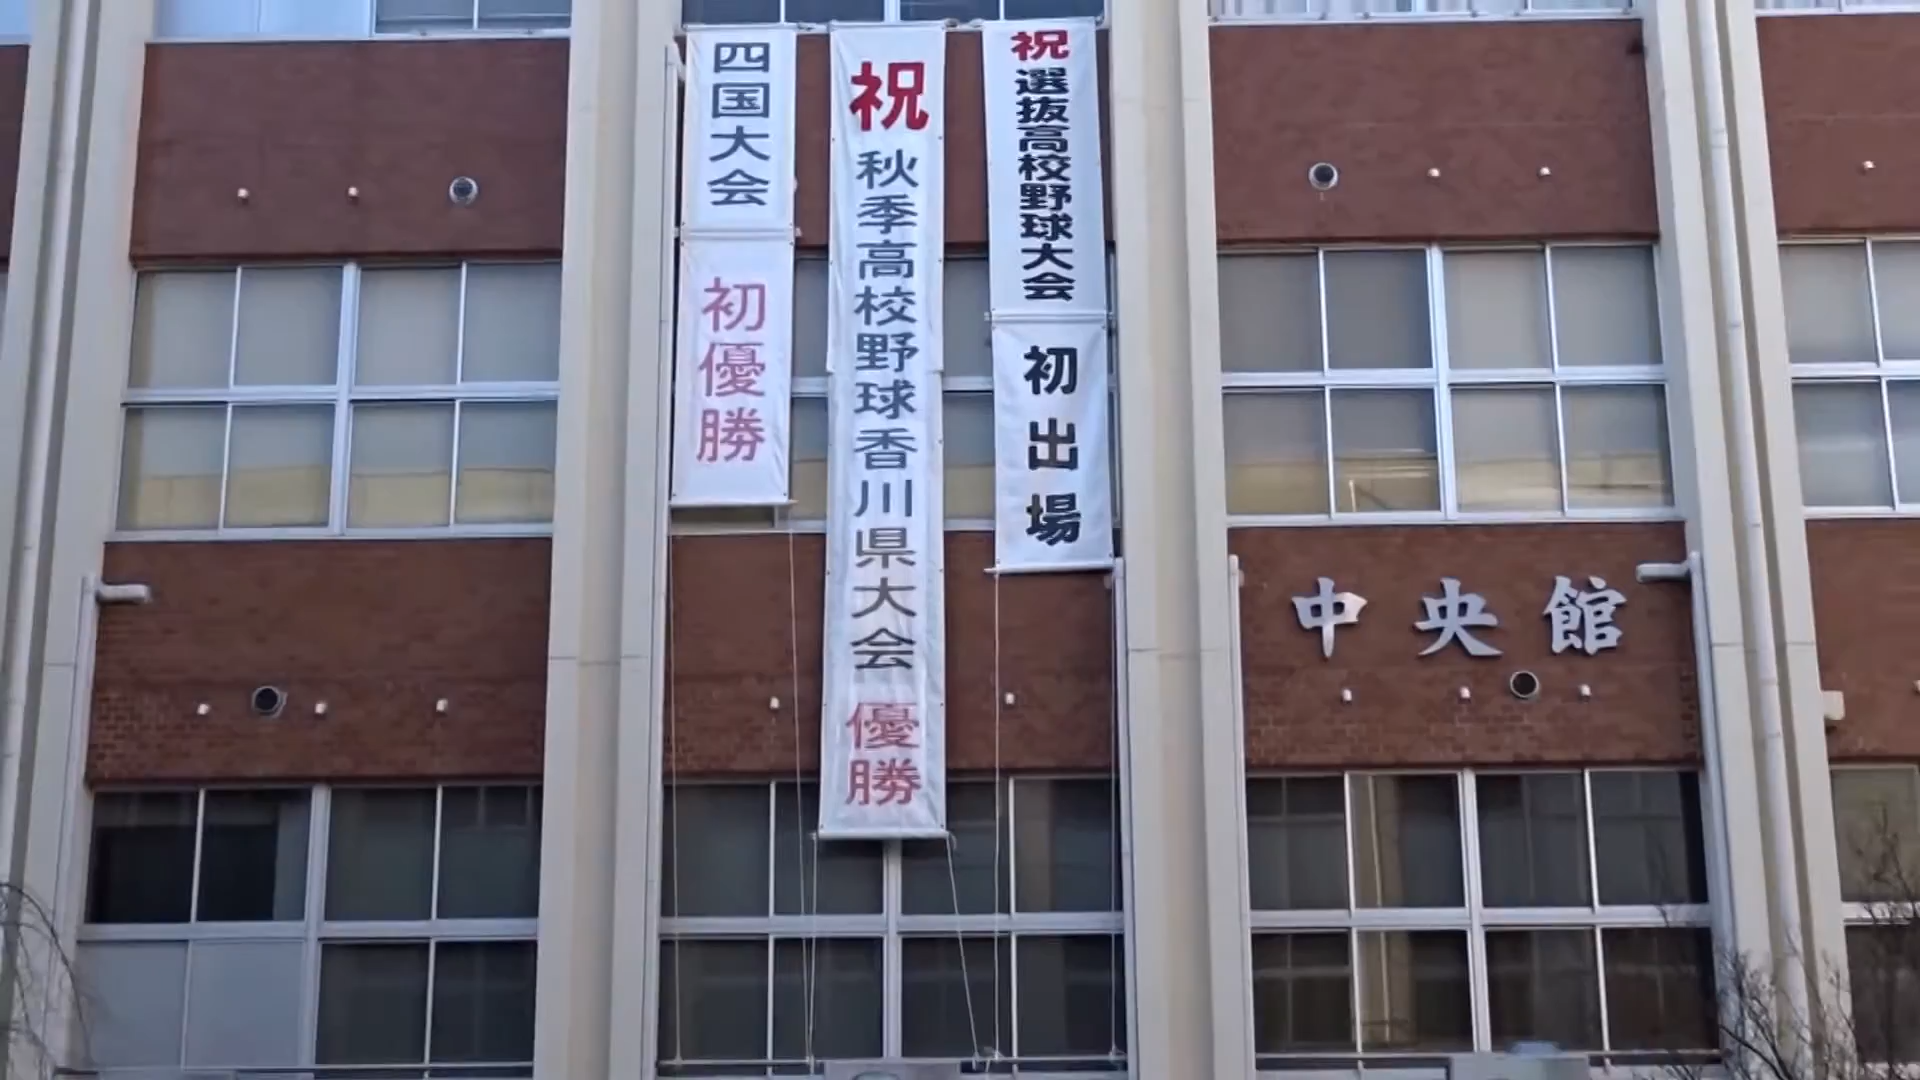 祝選抜高校野球大会
初出場
祝秋季高校野球香川県大会優勝
四国大会
初優勝
中央館